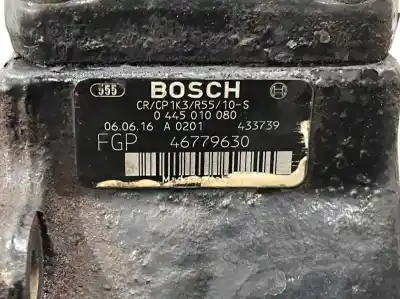 555 BOSCH
CR/CP1K3/R55/10-S
0 445 010 080
06.06.16 A 0201 433739
FGP 46779630